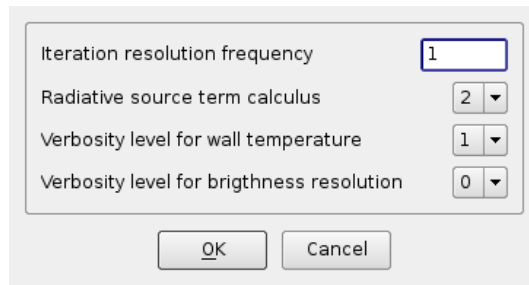 Iteration resolution frequency 1
Radiative source term calculus 2
Verbosity level for wall temperature 1
Verbosity level for brigthness resolution 0
OK Cancel